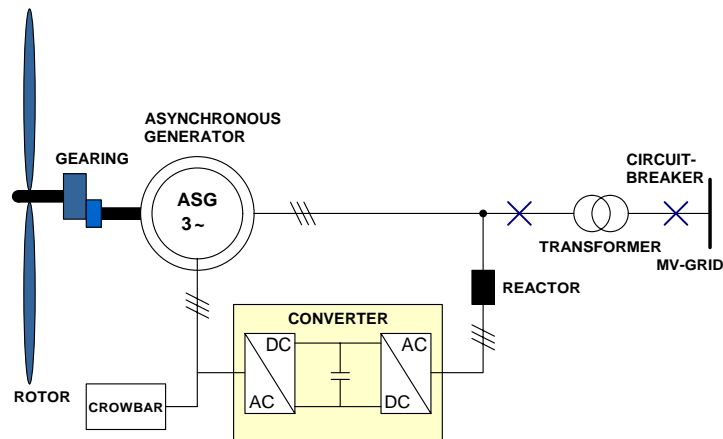 ASYNCHRONOUS
GENERATOR
GEARING
CIRCUIT-
BREAKER
ASG
3~
TRANSFORMER
MV-GRID
REACTOR
CONVERTER
DC
AC
AC
DC
ROTOR
CROWBAR